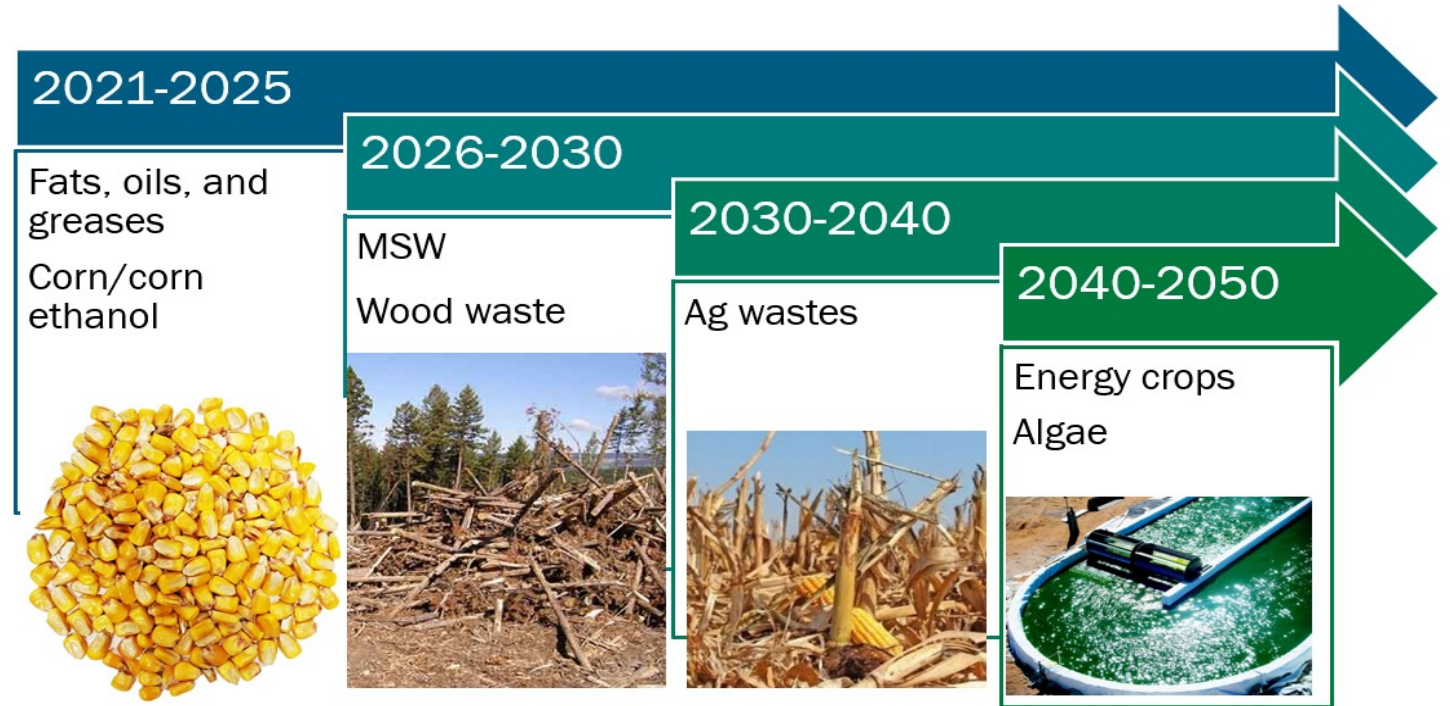 2021-2025
Fats, oils, and
greases
Corn/corn
ethanol
2026-2030
MSW
Wood waste
2030-2040
Ag wastes
2040-2050
Energy crops
Algae